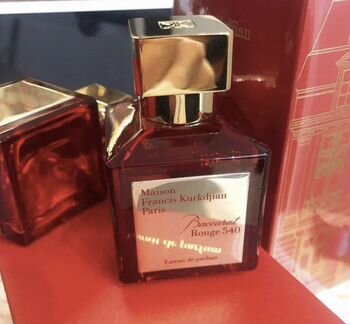 Maison
Francis Kurkdjian
Paris
Baccarat
Rouge 540
Extrait de parfum